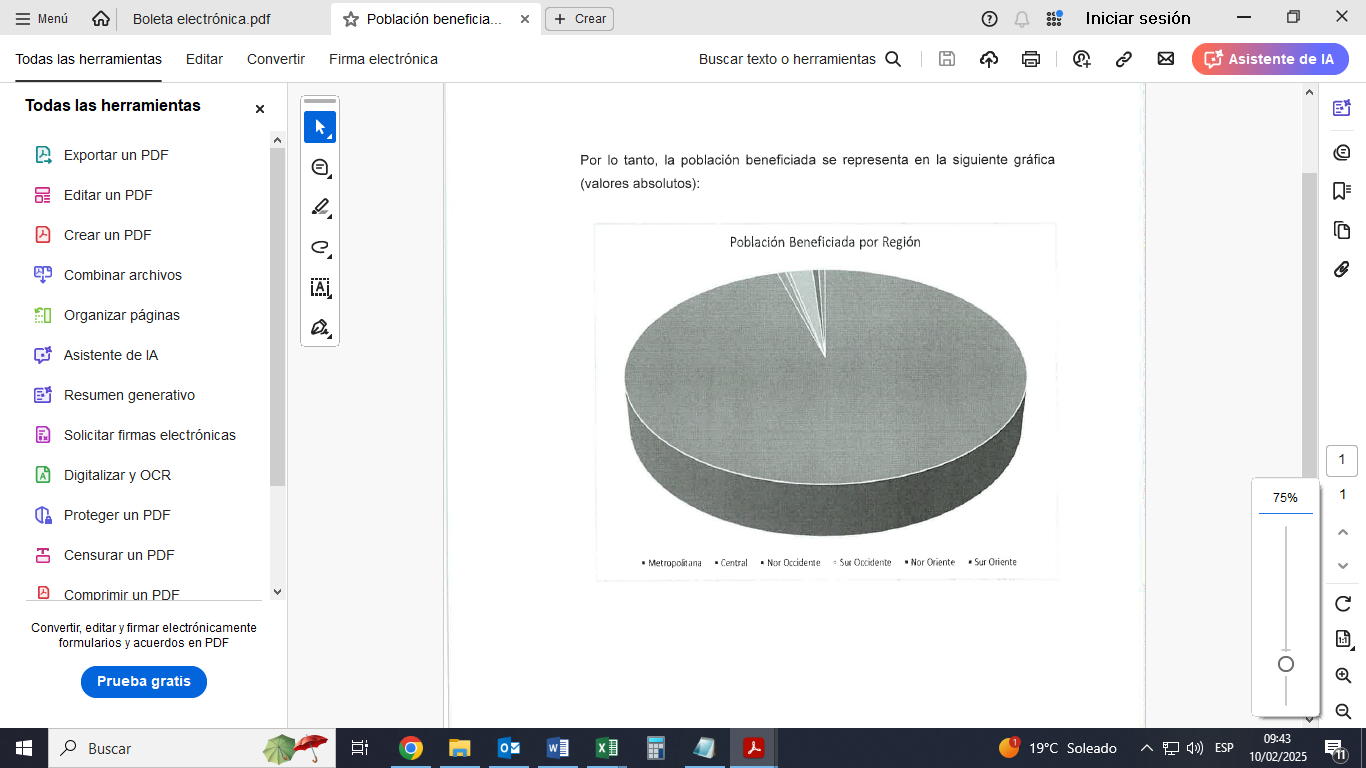 Menú
Boleta electrónica.pdf
Población beneficia...
Crear
Iniciar sesión
Todas las herramientas
Editar
Convertir
Firma electrónica
Buscar texto o herramientas
Asistente de IA
Todas las herramientas
Exportar un PDF
Editar un PDF
Crear un PDF
Combinar archivos
Organizar páginas
Asistente de IA
Resumen generativo
Solicitar firmas electrónicas
Digitalizar y OCR
Proteger un PDF
Censurar un PDF
Comprimir un PDF
Convertir, editar y firmar electrónicamente
formularios y acuerdos en PDF
Prueba gratis
Por lo tanto, la población beneficiada se representa en la siguiente gráfica
(valores absolutos):
Población Beneficiada por Región
Metropolitana Central Nor Occidente Sur Occidente Nor Oriente Sur Oriente
1
1
75%
1:1
Buscar
1
19°C Soleado
ESP
09:43
10/02/2025
11